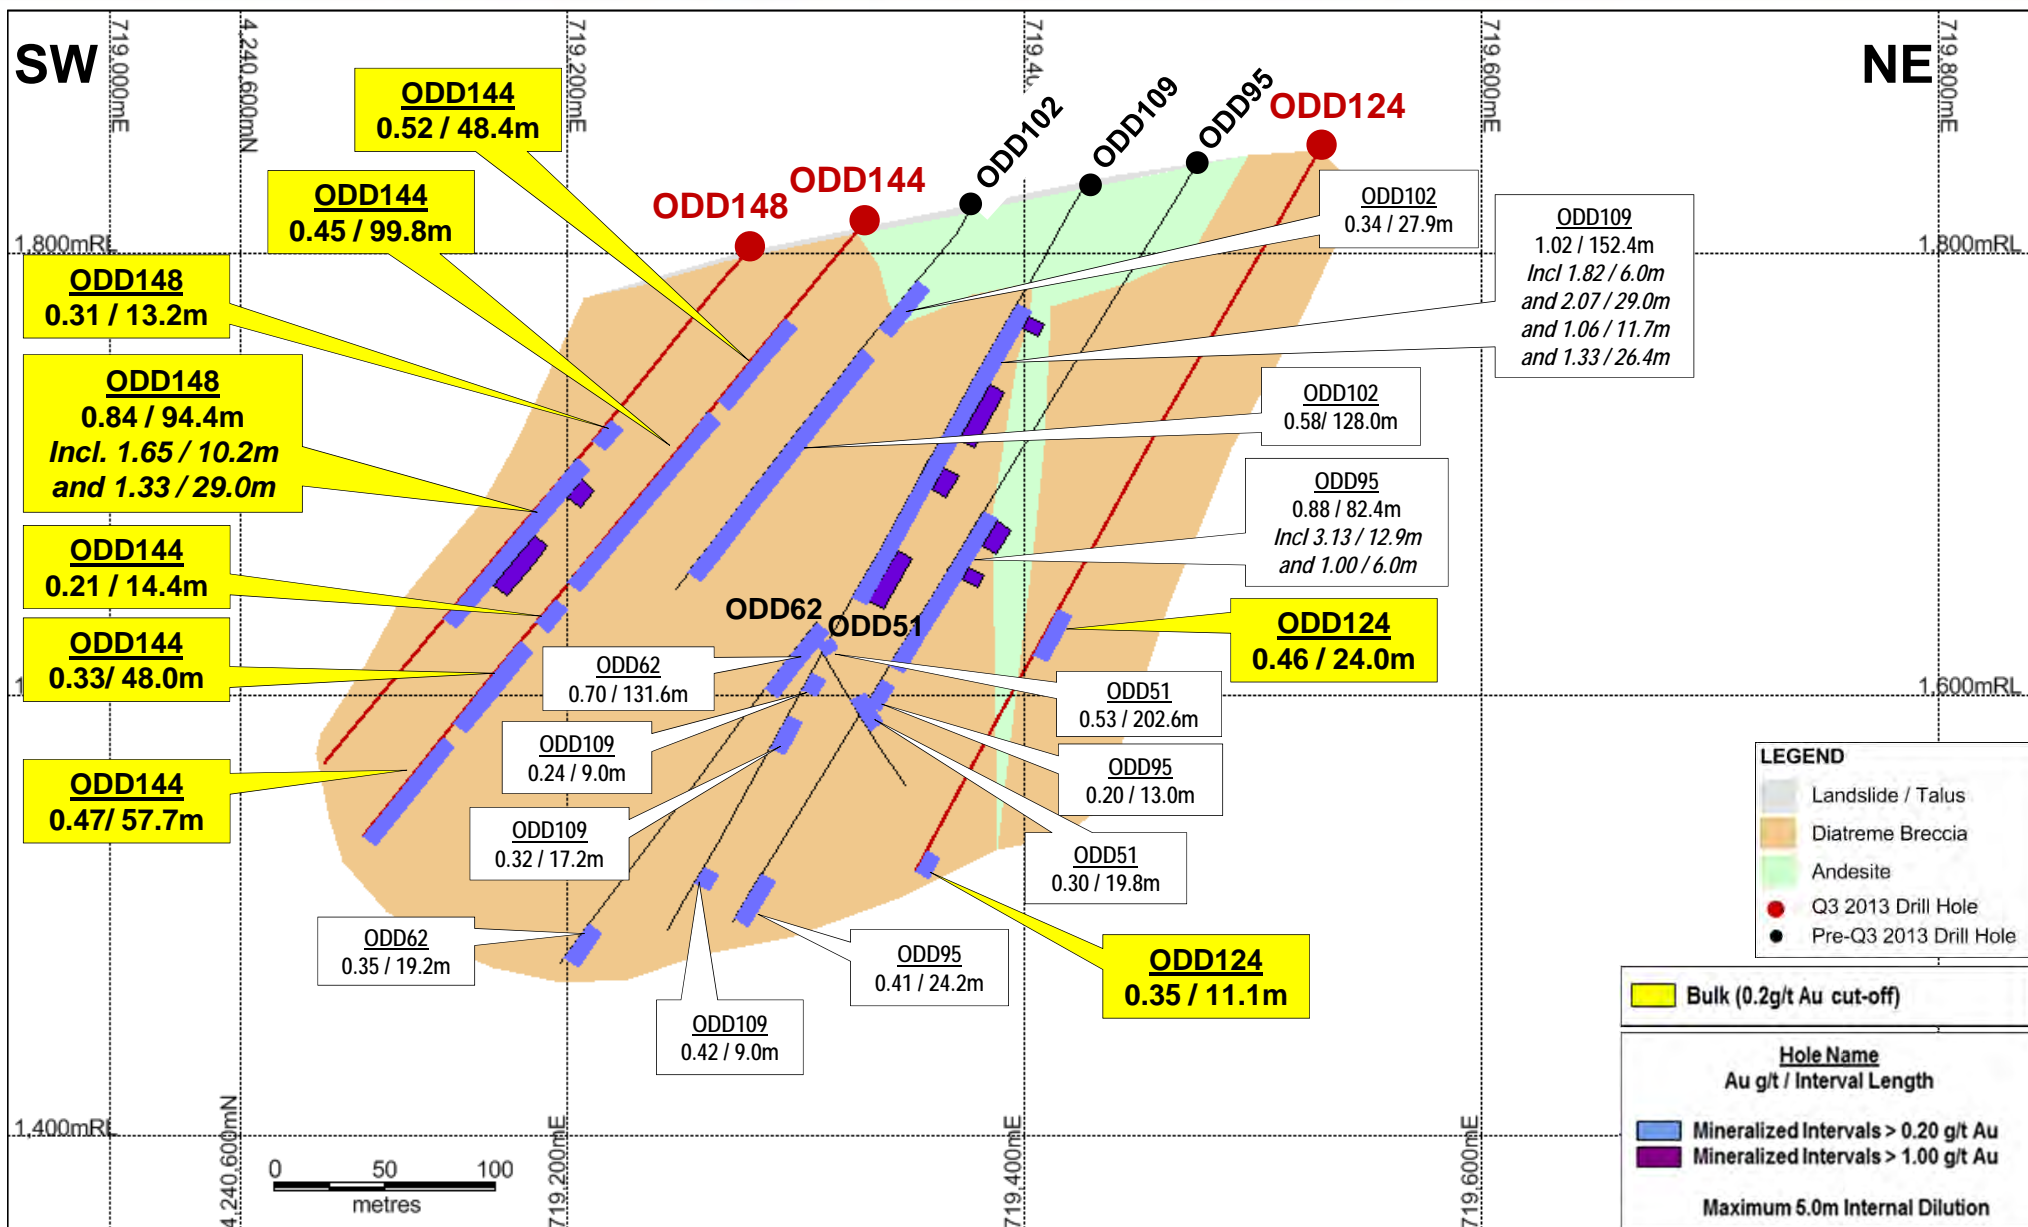 SW
NE
719,000mE
4,240,600mN
719,200mE
719,4
719,600mE
719,800mE
ODD148
ODD144
ODD102
ODD109
ODD95
ODD124
1,800mRL
1,800mRL
ODD144
0.52 / 48.4m
ODD144
0.45 / 99.8m
ODD148
0.31 / 13.2m
ODD148
0.84 / 94.4m
Incl. 1.65 / 10.2m
and 1.33 / 29.0m
ODD144
0.21 / 14.4m
ODD144
0.33/ 48.0m
ODD144
0.47/ 57.7m
ODD102
0.34 / 27.9m
ODD109
1.02 / 152.4m
Incl 1.82 / 6.0m
and 2.07 / 29.0m
and 1.06 / 11.7m
and 1.33 / 26.4m
ODD102
0.58/ 128.0m
ODD95
0.88 / 82.4m
Incl 3.13 / 12.9m
and 1.00 / 6.0m
ODD124
0.46 / 24.0m
ODD62
ODD51
ODD62
0.70 / 131.6m
ODD51
0.53 / 202.6m
1
1,600mRL
ODD109
0.24 / 9.0m
ODD95
0.20 / 13.0m
ODD109
0.32 / 17.2m
ODD51
0.30 / 19.8m
ODD62
0.35 / 19.2m
ODD95
0.41 / 24.2m
ODD124
0.35 / 11.1m
ODD109
0.42 / 9.0m
1,400mRL
4,240,600mN
719,200mE
719,400mE
719,600mE
0 50 100
metres
LEGEND
Landslide / Talus
Diatreme Breccia
Andesite
Q3 2013 Drill Hole
Pre-Q3 2013 Drill Hole
Bulk (0.2g/t Au cut-off)
Hole Name
Au g/t / Interval Length
Mineralized Intervals > 0.20 g/t Au
Mineralized Intervals > 1.00 g/t Au
Maximum 5.0m Internal Dilution